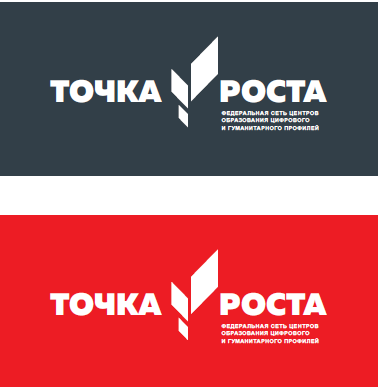 ТОЧКА РОСТА
ФЕДЕРАЛЬНАЯ СЕТЬ ЦЕНТРОВ
ОБРАЗОВАНИЯ ЦИФРОВОГО
И ГУМАНИТАРНОГО ПРОФИЛЕЙ
ТОЧКА РОСТА
ФЕДЕРАЛЬНАЯ СЕТЬ ЦЕНТРОВ
ОБРАЗОВАНИЯ ЦИФРОВОГО
И ГУМАНИТАРНОГО ПРОФИЛЕЙ